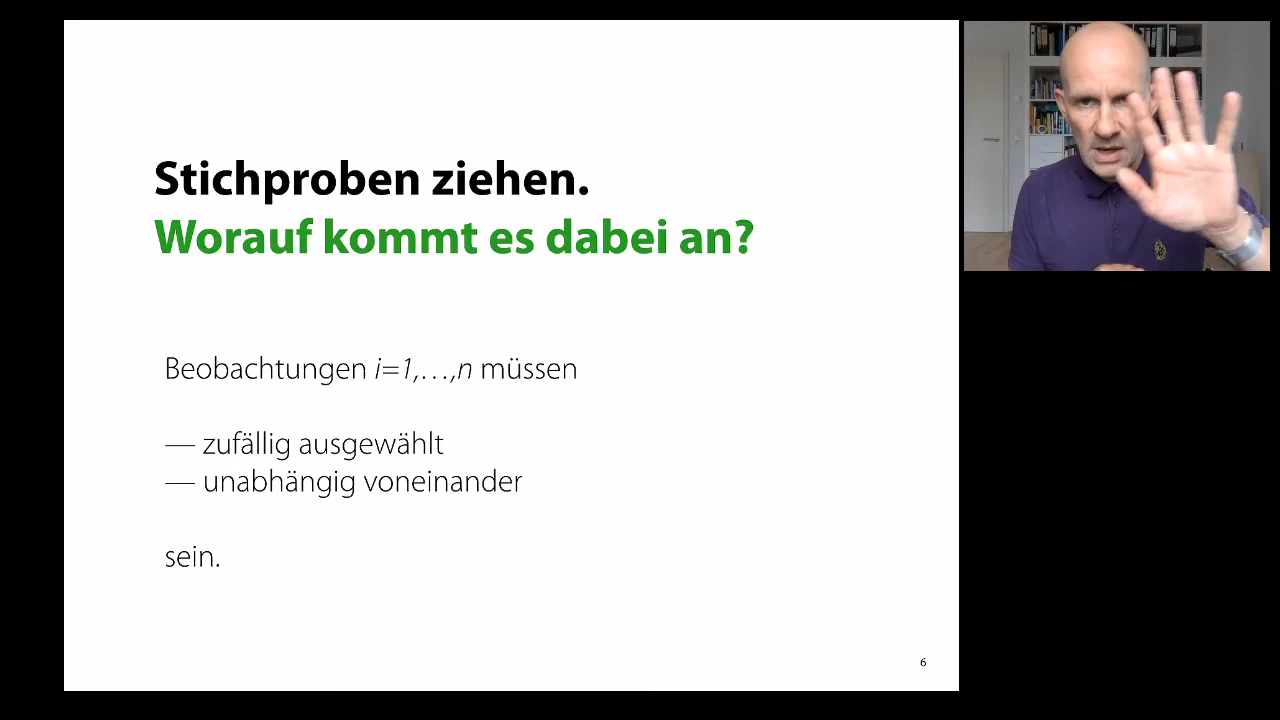 Stichproben ziehen.
Worauf kommt es dabei an?
Beobachtungen i=1,…,n müssen
— zufällig ausgewählt
— unabhängig voneinander
sein.
6